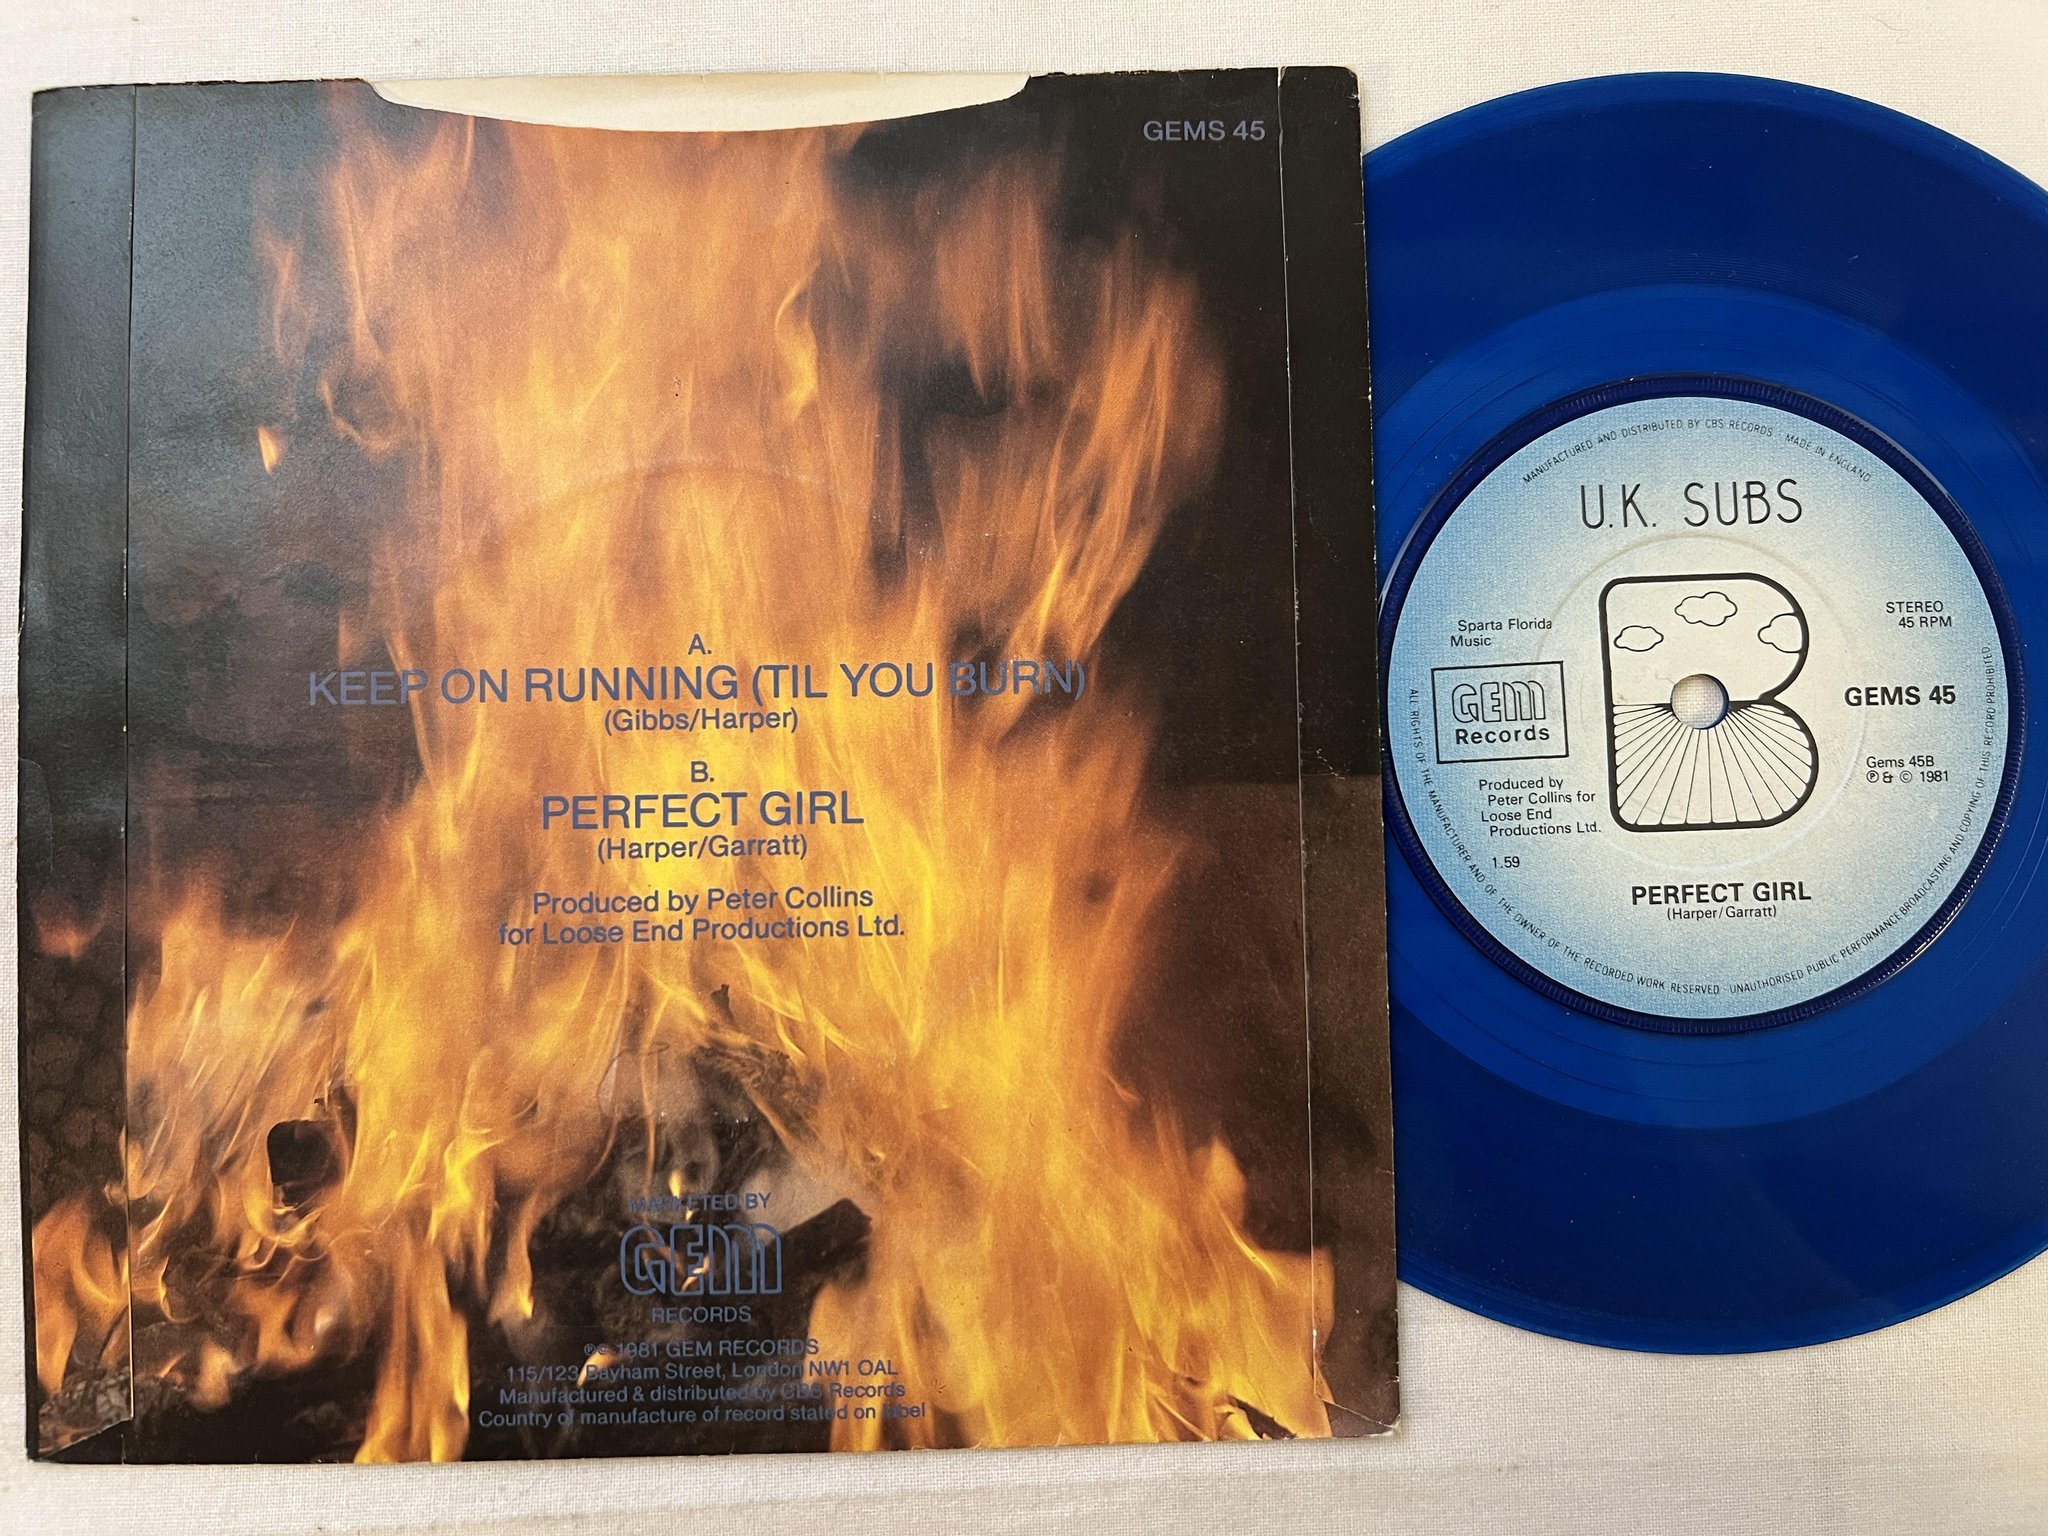 GEMS 45
A.
KEEP ON RUNNING (TIL YOU BURN)
(Gibbs/Harper)
B.
PERFECT GIRL
(Harper/Garratt)
Produced by Peter Collins
for Loose End Productions Ltd.
MARKETED BY
GEM
RECORDS
℗© 1981 GEM RECORDS
115/123 Bayham Street, London NW1 OAL
Manufactured & distributed by CBS Records
Country of manufacture of record stated on label
MANUFACTURED AND DISTRIBUTED BY CBS RECORDS · MADE IN ENGLAND
U.K. SUBS
Sparta Florida
Music
GEM
Records
Produced by
Peter Collins for
Loose End
Productions Ltd.
1.59
B
STEREO
45 RPM
GEMS 45
Gems 45B
℗ & © 1981
PERFECT GIRL
(Harper/Garratt)
ALL RIGHTS OF THE MANUFACTURER AND OF THE OWNER OF THE RECORDED WORK RESERVED · UNAUTHORISED PUBLIC PERFORMANCE BROADCASTING AND COPYING OF THIS RECORD PROHIBITED